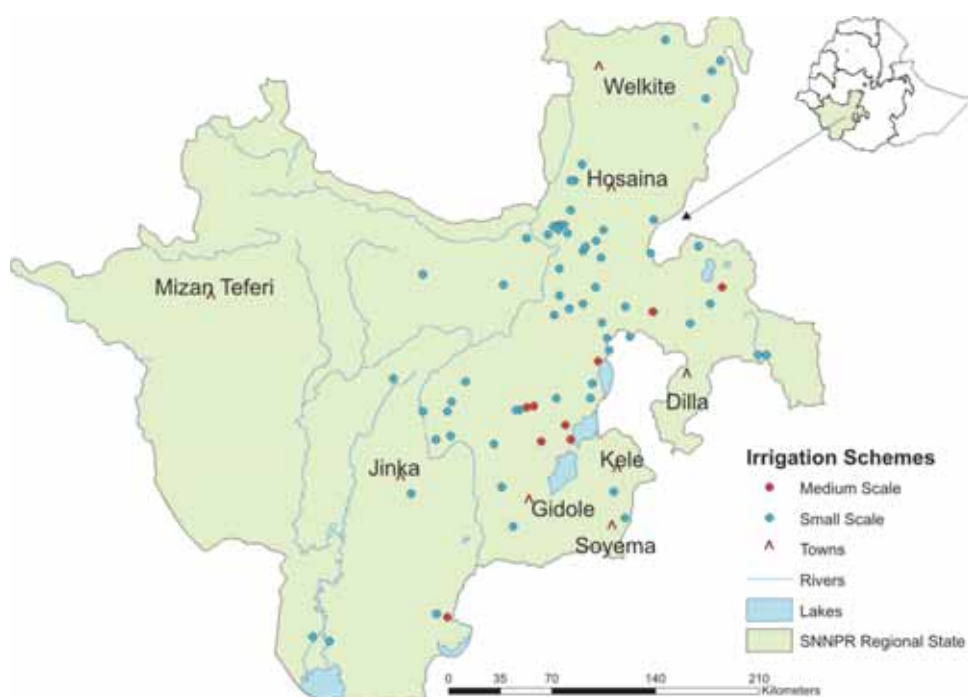 Welkite
Hosaina
Mizan Teferi
Dilla
Jinka
Kele
Gidole
Soyema
Irrigation Schemes
Medium Scale
Small Scale
Towns
Rivers
Lakes
SNNPR Regional State
0 35 70 140 210
Kilometers